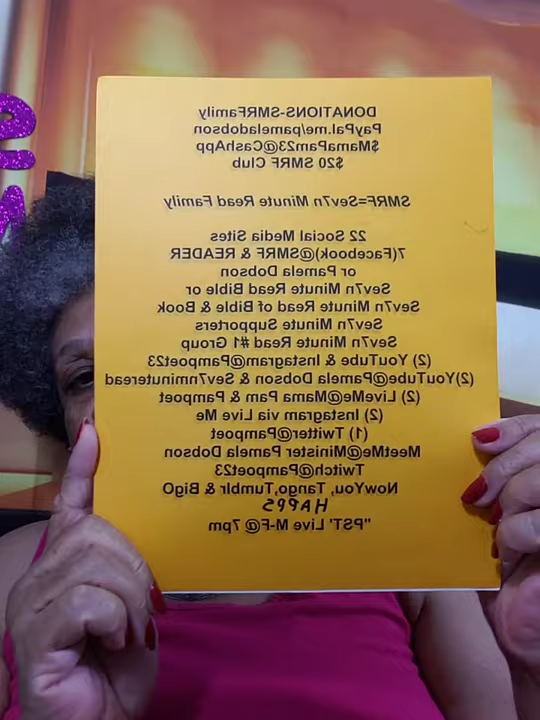 DONATIONS-SMRFamily
PayPal.me/pameladobson
$MamaPam23@CashApp
$20 SMRF Club
SMRF=Sev7n Minute Read Family
22 Social Media Sites
7(Facebook)@SMRF & READER
or Pamela Dobson
Sev7n Minute Read Bible or
Sev7n Minute Read of Bible & Book
Sev7n Minute Supporters
Sev7n Minute Read #1 Group
(2) YouTube & Instagram@Pampoet23
(2)YouTube@Pamela Dobson & Sev7nminuteread
(2) LiveMe@Mama Pam & Pampoet
(2) Instagram via Live Me
(1) Twitter@Pampoet
MeetMe@Minister Pamela Dobson
Twitch@Pampoet23
NowYou, Tango,Tumblr & BigO
HAPPS
"PST' Live M-F@7pm